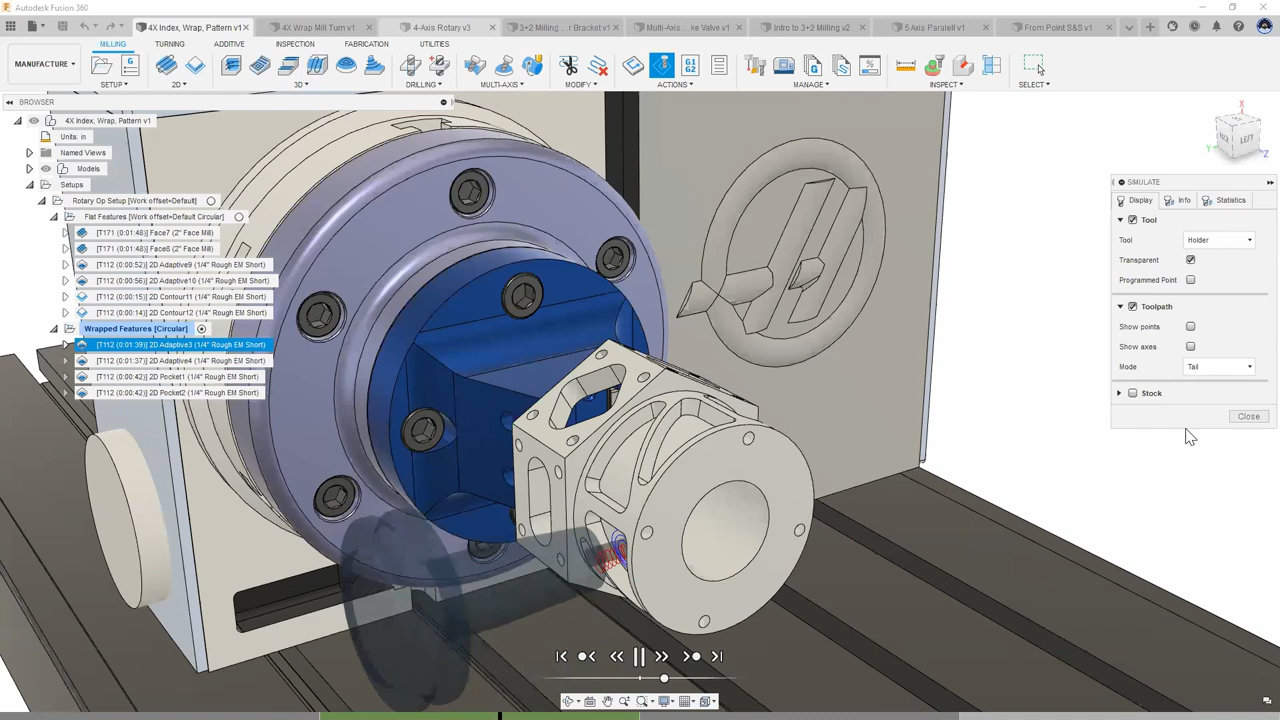 Autodesk Fusion 360
4X Index, Wrap, Pattern v1
4X Wrap Mill Turn v1
4-Axis Rotary v3
3+2 Milling ...r Bracket v1
Multi-Axis ...ke Valve v1
Intro to 3+2 Milling v2
5 Axis Paralell v1
From Point S&S v1
MILLING
TURNING
ADDITIVE
INSPECTION
FABRICATION
UTILITIES
MANUFACTURE
SETUP
2D
3D
DRILLING
MULTI-AXIS
MODIFY
ACTIONS
MANAGE
INSPECT
SELECT
G1
G2
BROWSER
4X Index, Wrap, Pattern v1
Units: in
Named Views
Models
Setups
Rotary Op Setup [Work offset=Default]
Flat Features [Work offset=Default Circular]
[T171 (0:01:48)] Face7 (2" Face Mill)
[T171 (0:01:48)] Face8 (2" Face Mill)
[T112 (0:00:52)] 2D Adaptive9 (1/4" Rough EM Short)
[T112 (0:00:56)] 2D Adaptive10 (1/4" Rough EM Short)
[T112 (0:00:15)] 2D Contour11 (1/4" Rough EM Short)
[T112 (0:00:14)] 2D Contour12 (1/4" Rough EM Short)
Wrapped Features [Circular]
[T112 (0:01:39)] 2D Adaptive3 (1/4" Rough EM Short)
[T112 (0:01:37)] 2D Adaptive4 (1/4" Rough EM Short)
[T112 (0:00:42)] 2D Pocket1 (1/4" Rough EM Short)
[T112 (0:00:42)] 2D Pocket2 (1/4" Rough EM Short)
X
Y
Z
LEFT
SIMULATE
Display
Info
Statistics
Tool
Tool
Holder
Transparent
Programmed Point
Toolpath
Show points
Show axes
Mode
Tail
Stock
Close